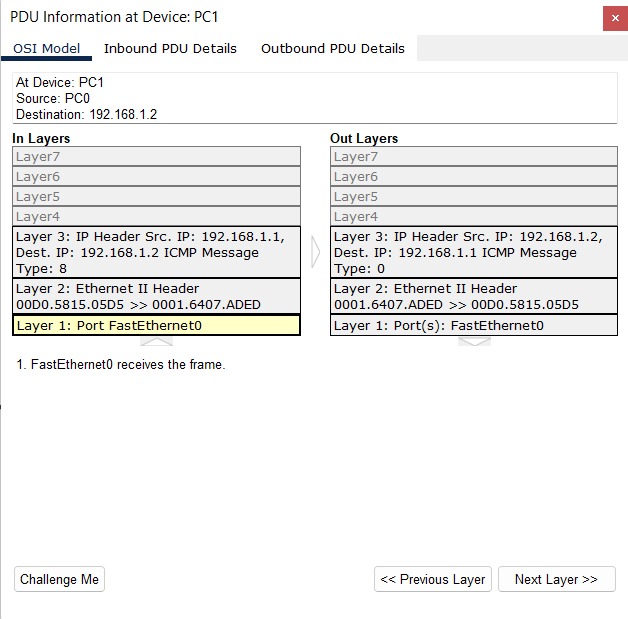 PDU Information at Device: PC1
OSI Model Inbound PDU Details Outbound PDU Details
At Device: PC1
Source: PC0
Destination: 192.168.1.2
In Layers
Layer7
Layer6
Layer5
Layer4
Layer 3: IP Header Src. IP: 192.168.1.1,
Dest. IP: 192.168.1.2 ICMP Message
Type: 8
Layer 2: Ethernet II Header
00D0.5815.05D5 >> 0001.6407.ADED
Layer 1: Port FastEthernet0
Out Layers
Layer7
Layer6
Layer5
Layer4
Layer 3: IP Header Src. IP: 192.168.1.2,
Dest. IP: 192.168.1.1 ICMP Message
Type: 0
Layer 2: Ethernet II Header
0001.6407.ADED >> 00D0.5815.05D5
Layer 1: Port(s): FastEthernet0
1. FastEthernet0 receives the frame.
Challenge Me
<< Previous Layer
Next Layer >>